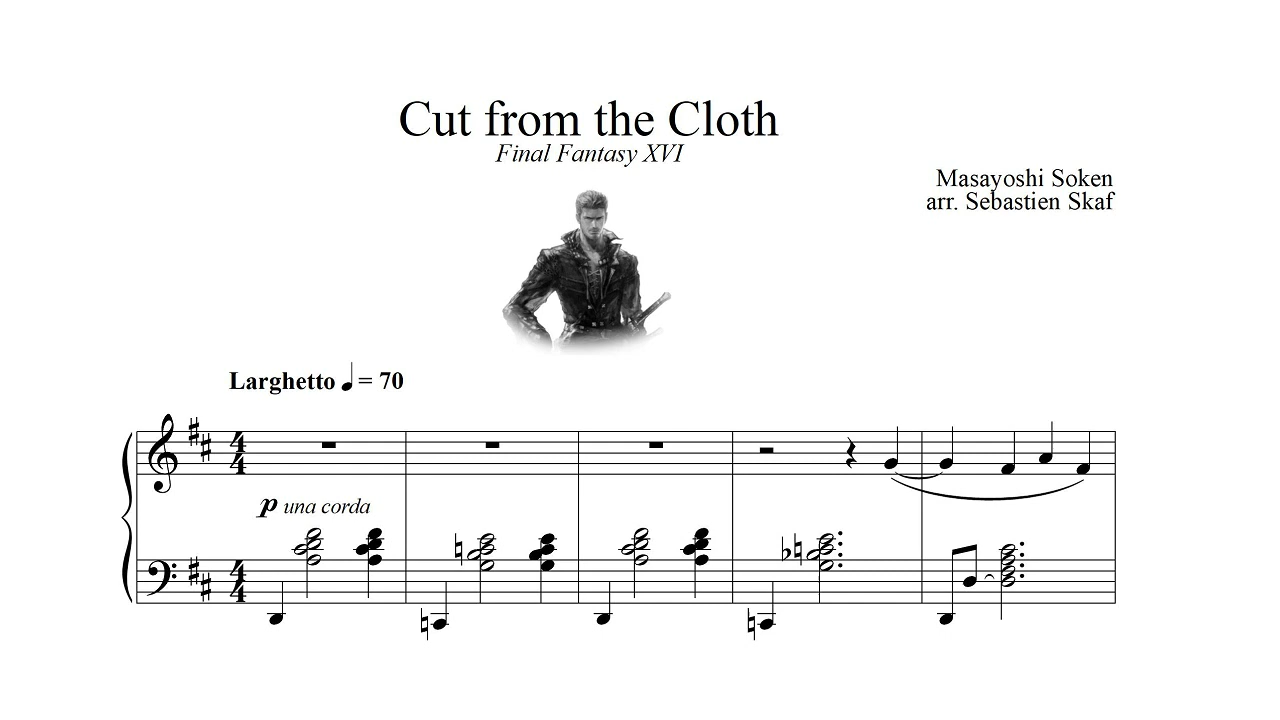 Cut from the Cloth
Final Fantasy XVI
Masayoshi Soken
arr. Sebastien Skaf
Larghetto ♩= 70
p una corda